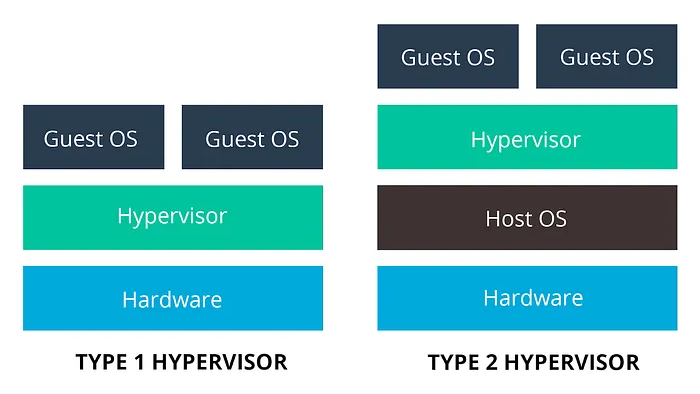 Guest OS
Guest OS
Hypervisor
Hardware
TYPE 1 HYPERVISOR
Guest OS
Guest OS
Hypervisor
Host OS
Hardware
TYPE 2 HYPERVISOR